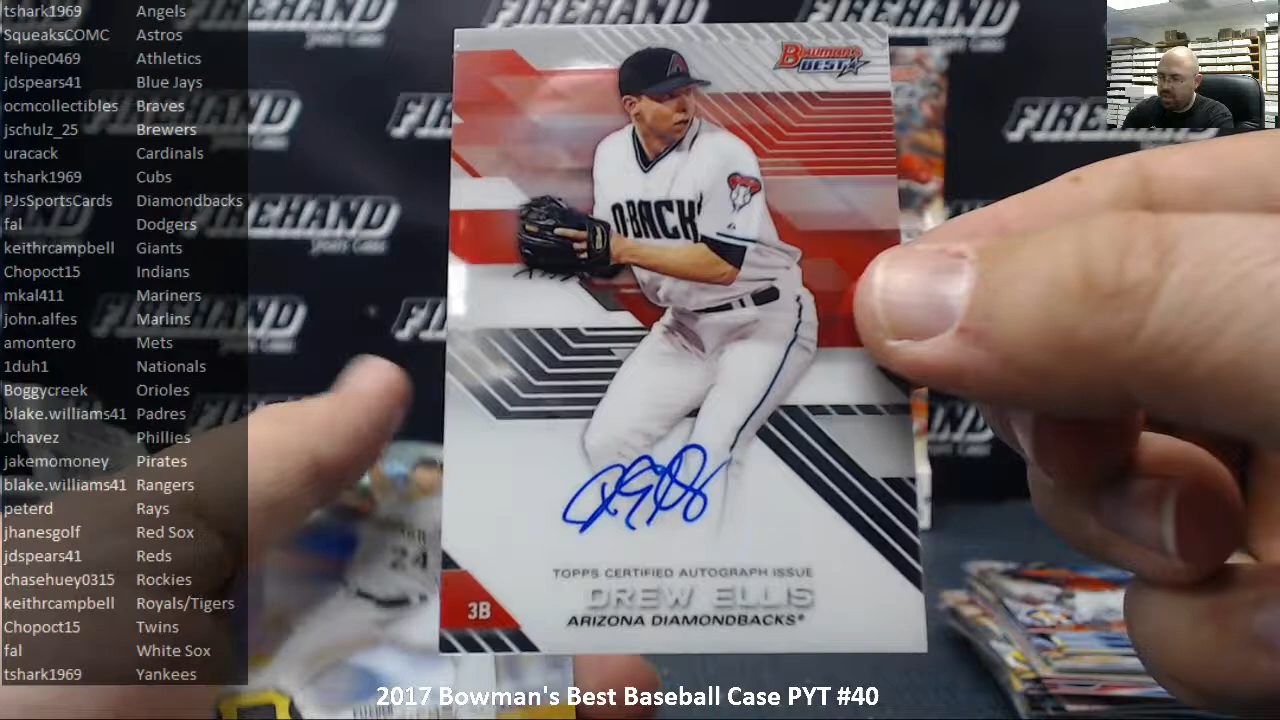 tshark1969 Angels
SqueaksCOMC Astros
felipe0469 Athletics
jdspears41 Blue Jays
ocmcollectibles Braves
jschulz_25 Brewers
uracack Cardinals
tshark1969 Cubs
PJsSportsCards Diamondbacks
fal Dodgers
keithrcampbell Giants
Chopoct15 Indians
mkal411 Mariners
john.alfes Marlins
amontero Mets
1duh1 Nationals
Boggycreek Orioles
blake.williams41 Padres
Jchavez Phillies
jakemomoney Pirates
blake.williams41 Rangers
peterd Rays
jhanesgolf Red Sox
jdspears41 Reds
chasehuey0315 Rockies
keithrcampbell Royals/Tigers
Chopoct15 Twins
fal White Sox
tshark1969 Yankees
FIREHAND
Sports Cards
Bowman's
BEST
A
D-BACK
24
TOPPS CERTIFIED AUTOGRAPH ISSUE
DREW ELLIS
ARIZONA DIAMONDBACKS®
3B
2017 Bowman's Best Baseball Case PYT #40